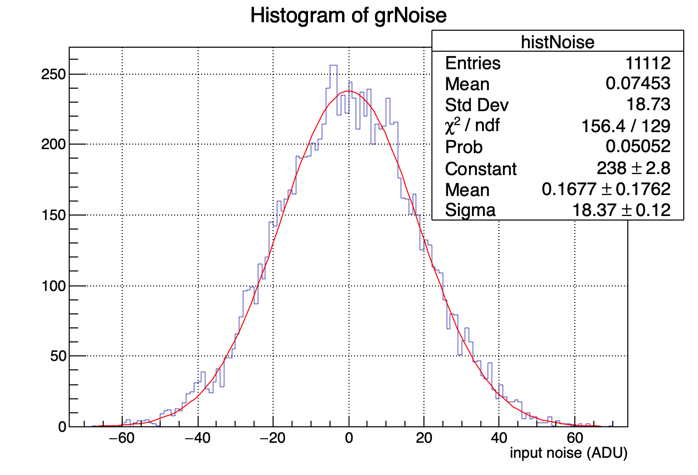 Histogram of grNoise
histNoise
Entries 11112
Mean 0.07453
Std Dev 18.73
χ² / ndf 156.4 / 129
Prob 0.05052
Constant 238 ± 2.8
Mean 0.1677 ± 0.1762
Sigma 18.37 ± 0.12
250
200
150
100
50
0
−60 −40 −20 0 20 40 60
input noise (ADU)